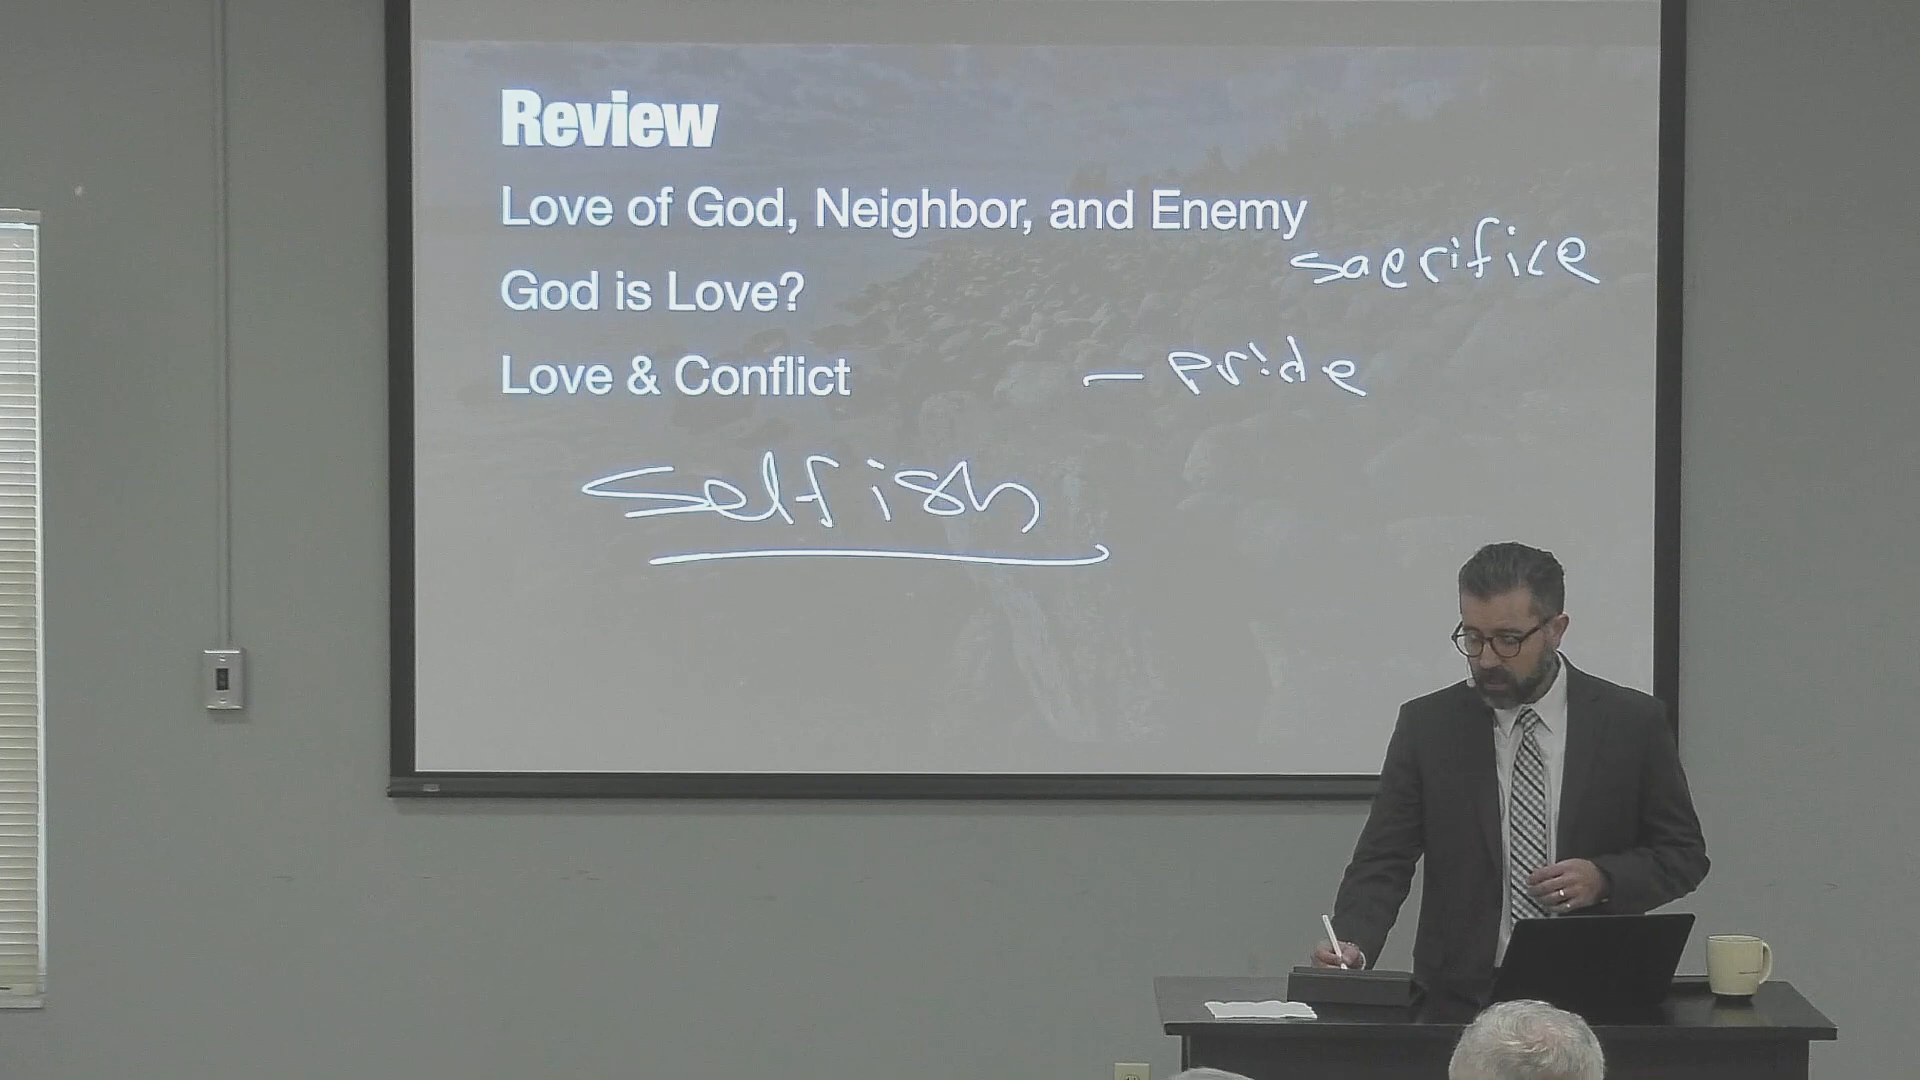 Review
Love of God, Neighbor, and Enemy
sacrifice
God is Love?
Love & Conflict
- pride
selfish